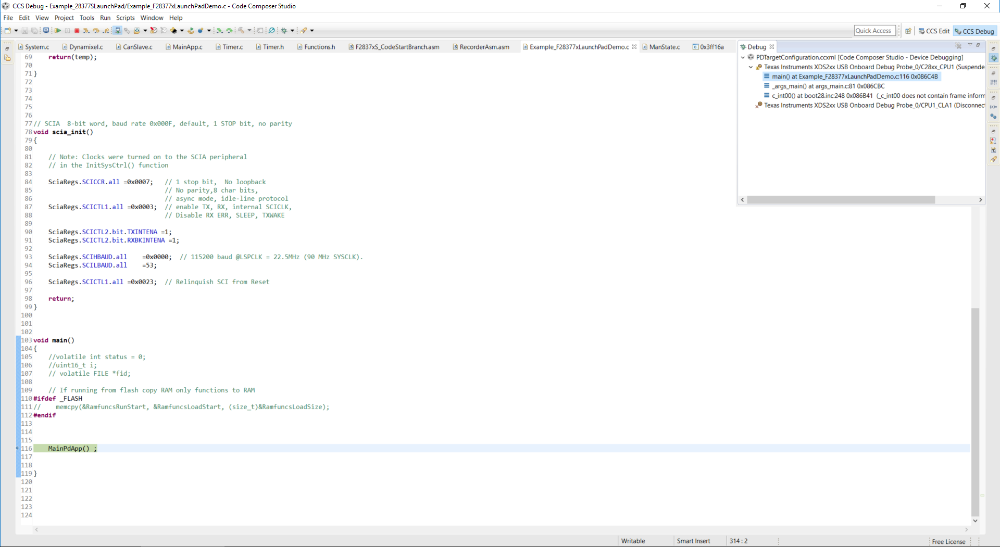 CCS Debug - Example_28377SLaunchPad/Example_F28377xLaunchPadDemo.c - Code Composer Studio
File Edit View Project Tools Run Scripts Window Help
Quick Access
CCS Edit
CCS Debug
System.c Dynamixel.c CanSlave.c MainApp.c Timer.c Timer.h Functions.h F2837xS_CodeStartBranch.asm RecorderAsm.asm Example_F28377xLaunchPadDemo.c ManState.c 0x3ff16a
69 return(temp);
70
71 }
72
73
74
75
76
77 // SCIA  8-bit word, baud rate 0x000F, default, 1 STOP bit, no parity
78 void scia_init()
79 {
80
81 // Note: Clocks were turned on to the SCIA peripheral
82 // in the InitSysCtrl() function
83
84 SciaRegs.SCICCR.all =0x0007;   // 1 stop bit,  No loopback
85 // No parity,8 char bits,
86 // async mode, idle-line protocol
87 SciaRegs.SCICTL1.all =0x0003;  // enable TX, RX, internal SCICLK,
88 // Disable RX ERR, SLEEP, TXWAKE
89
90 SciaRegs.SCICTL2.bit.TXINTENA =1;
91 SciaRegs.SCICTL2.bit.RXBKINTENA =1;
92
93 SciaRegs.SCIHBAUD.all    =0x0000;  // 115200 baud @LSPCLK = 22.5MHz (90 MHz SYSCLK).
94 SciaRegs.SCILBAUD.all    =53;
95
96 SciaRegs.SCICTL1.all =0x0023;  // Relinquish SCI from Reset
97
98 return;
99 }
100
101
102
103 void main()
104 {
105 //volatile int status = 0;
106 //uint16_t i;
107 // volatile FILE *fid;
108
109 // If running from flash copy RAM only functions to RAM
110 #ifdef _FLASH
111 //    memcpy(&RamfuncsRunStart, &RamfuncsLoadStart, (size_t)&RamfuncsLoadSize);
112 #endif
113
114
115
116 MainPdApp() ;
117
118
119 }
120
121
122
123
124
Debug
PDTargetConfiguration.ccxml [Code Composer Studio - Device Debugging]
Texas Instruments XDS2xx USB Onboard Debug Probe_0/C28xx_CPU1 (Suspende
main() at Example_F28377xLaunchPadDemo.c:116 0x086C4B
_args_main() at args_main.c:81 0x086CBC
c_int00() at boot28.inc:248 0x086B41  (_c_int00 does not contain frame inform
Texas Instruments XDS2xx USB Onboard Debug Probe_0/CPU1_CLA1 (Disconnec
Writable
Smart Insert
314 : 2
Free License